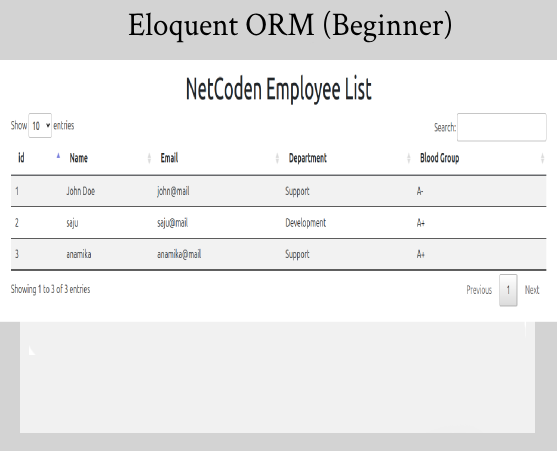 Eloquent ORM (Beginner)
NetCoden Employee List
Show 10 entries Search:
id Name Email Department Blood Group
1 John Doe john@mail Support A-
2 saju saju@mail Development A+
3 anamika anamika@mail Support A+
Showing 1 to 3 of 3 entries Previous 1 Next